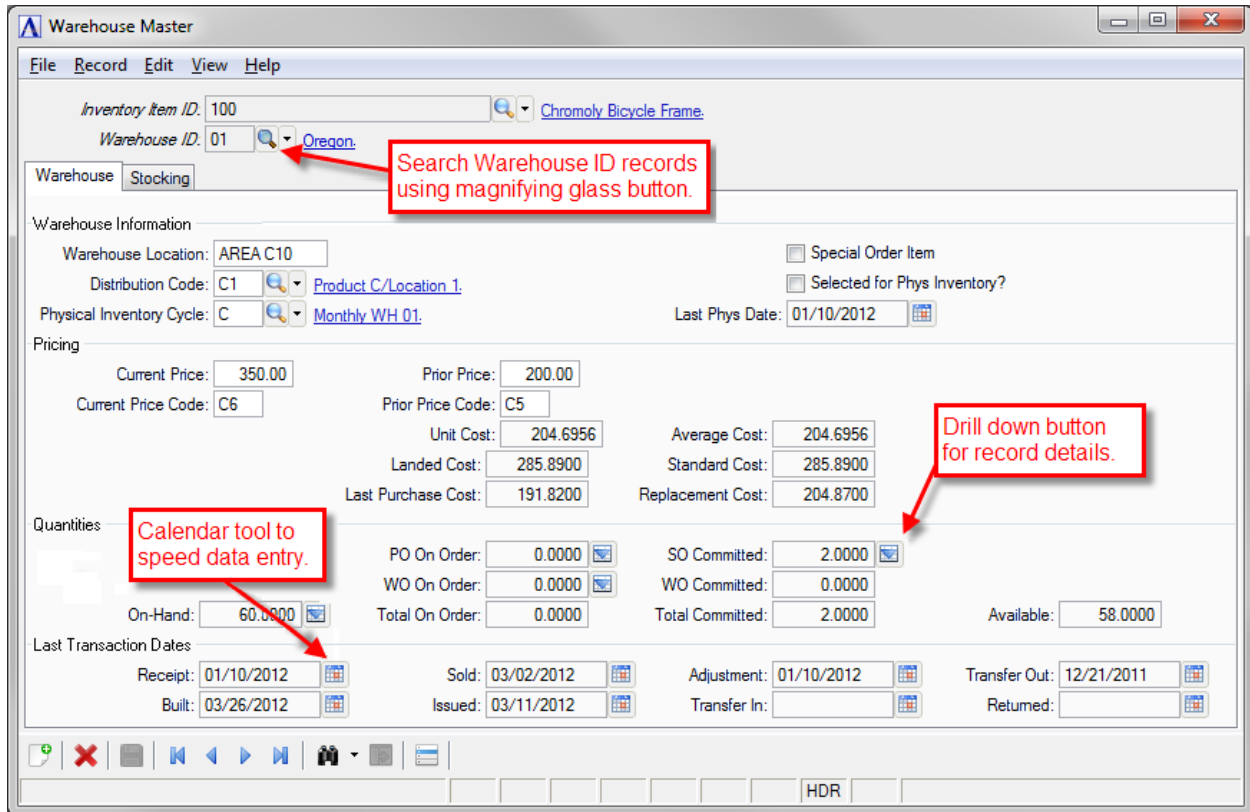 Warehouse Master
File Record Edit View Help
Inventory Item ID: 100 Chromoly Bicycle Frame.
Warehouse ID: 01 Oregon.
Search Warehouse ID records
using magnifying glass button.
Warehouse Stocking
Warehouse Information
Warehouse Location: AREA C10 Special Order Item
Distribution Code: C1 Product C/Location 1. Selected for Phys Inventory?
Physical Inventory Cycle: C Monthly WH 01. Last Phys Date: 01/10/2012
Pricing
Current Price: 350.00 Prior Price: 200.00
Current Price Code: C6 Prior Price Code: C5
Unit Cost: 204.6956 Average Cost: 204.6956
Landed Cost: 285.8900 Standard Cost: 285.8900
Last Purchase Cost: 191.8200 Replacement Cost: 204.8700
Drill down button
for record details.
Quantities
Calendar tool to
speed data entry.
PO On Order: 0.0000 SO Committed: 2.0000
WO On Order: 0.0000 WO Committed: 0.0000
On-Hand: 60.0000 Total On Order: 0.0000 Total Committed: 2.0000 Available: 58.0000
Last Transaction Dates
Receipt: 01/10/2012 Sold: 03/02/2012 Adjustment: 01/10/2012 Transfer Out: 12/21/2011
Built: 03/26/2012 Issued: 03/11/2012 Transfer In: Returned:
HDR